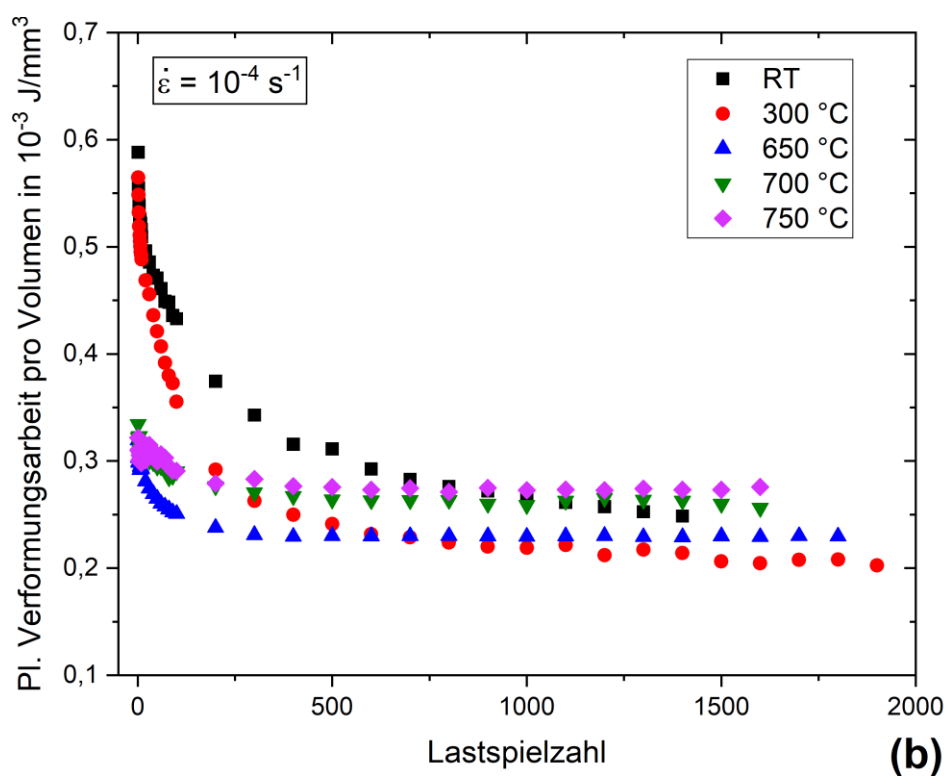 0,7
0,6
0,5
0,4
0,3
0,2
0,1
Pl. Verformungsarbeit pro Volumen in 10⁻³ J/mm³
ε̇ = 10⁻⁴ s⁻¹
RT
300 °C
650 °C
700 °C
750 °C
0 500 1000 1500 2000
Lastspielzahl
(b)